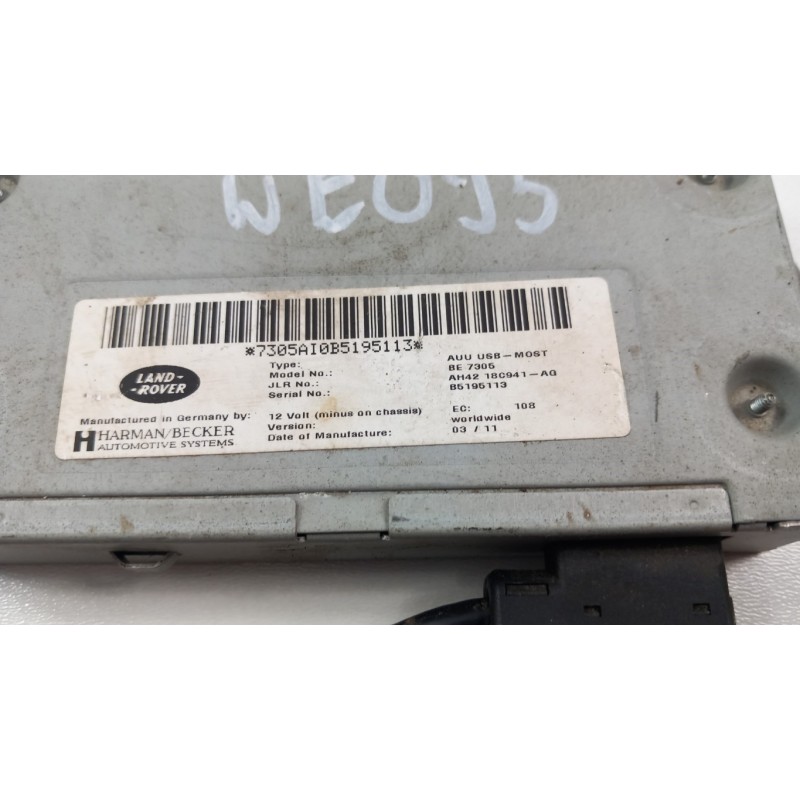 WE095
*7305AI0B5195113*
LAND-
-ROVER
Type: AUU USB-MOST
Model No.: BE 7305
JLR No.: AH42 18C941-AG
Serial No.: B5195113
Manufactured in Germany by: 12 Volt (minus on chassis) EC: 108
HARMAN/BECKER Version: worldwide
AUTOMOTIVE SYSTEMS Date of Manufacture: 03 / 11